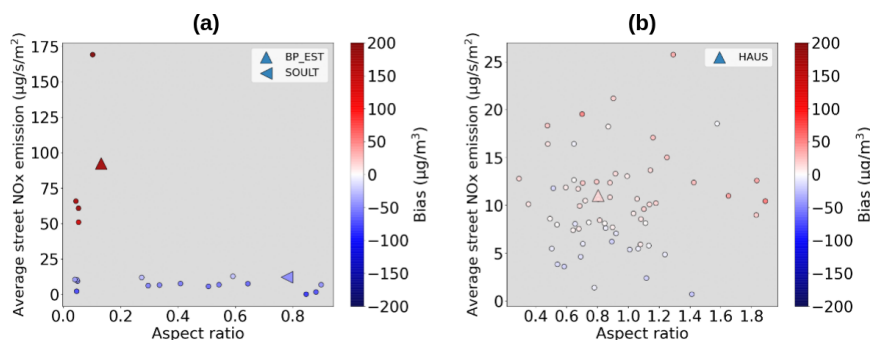 (a)
Average street NOx emission (µg/s/m²)
175
150
125
100
75
50
25
0
0.0 0.2 0.4 0.6 0.8
Aspect ratio
BP_EST
SOULT
200
150
100
50
0
−50
−100
−150
−200
Bias (µg/m³)
(b)
Average street NOx emission (µg/s/m²)
25
20
15
10
5
0
0.4 0.6 0.8 1.0 1.2 1.4 1.6 1.8
Aspect ratio
HAUS
200
150
100
50
0
−50
−100
−150
−200
Bias (µg/m³)